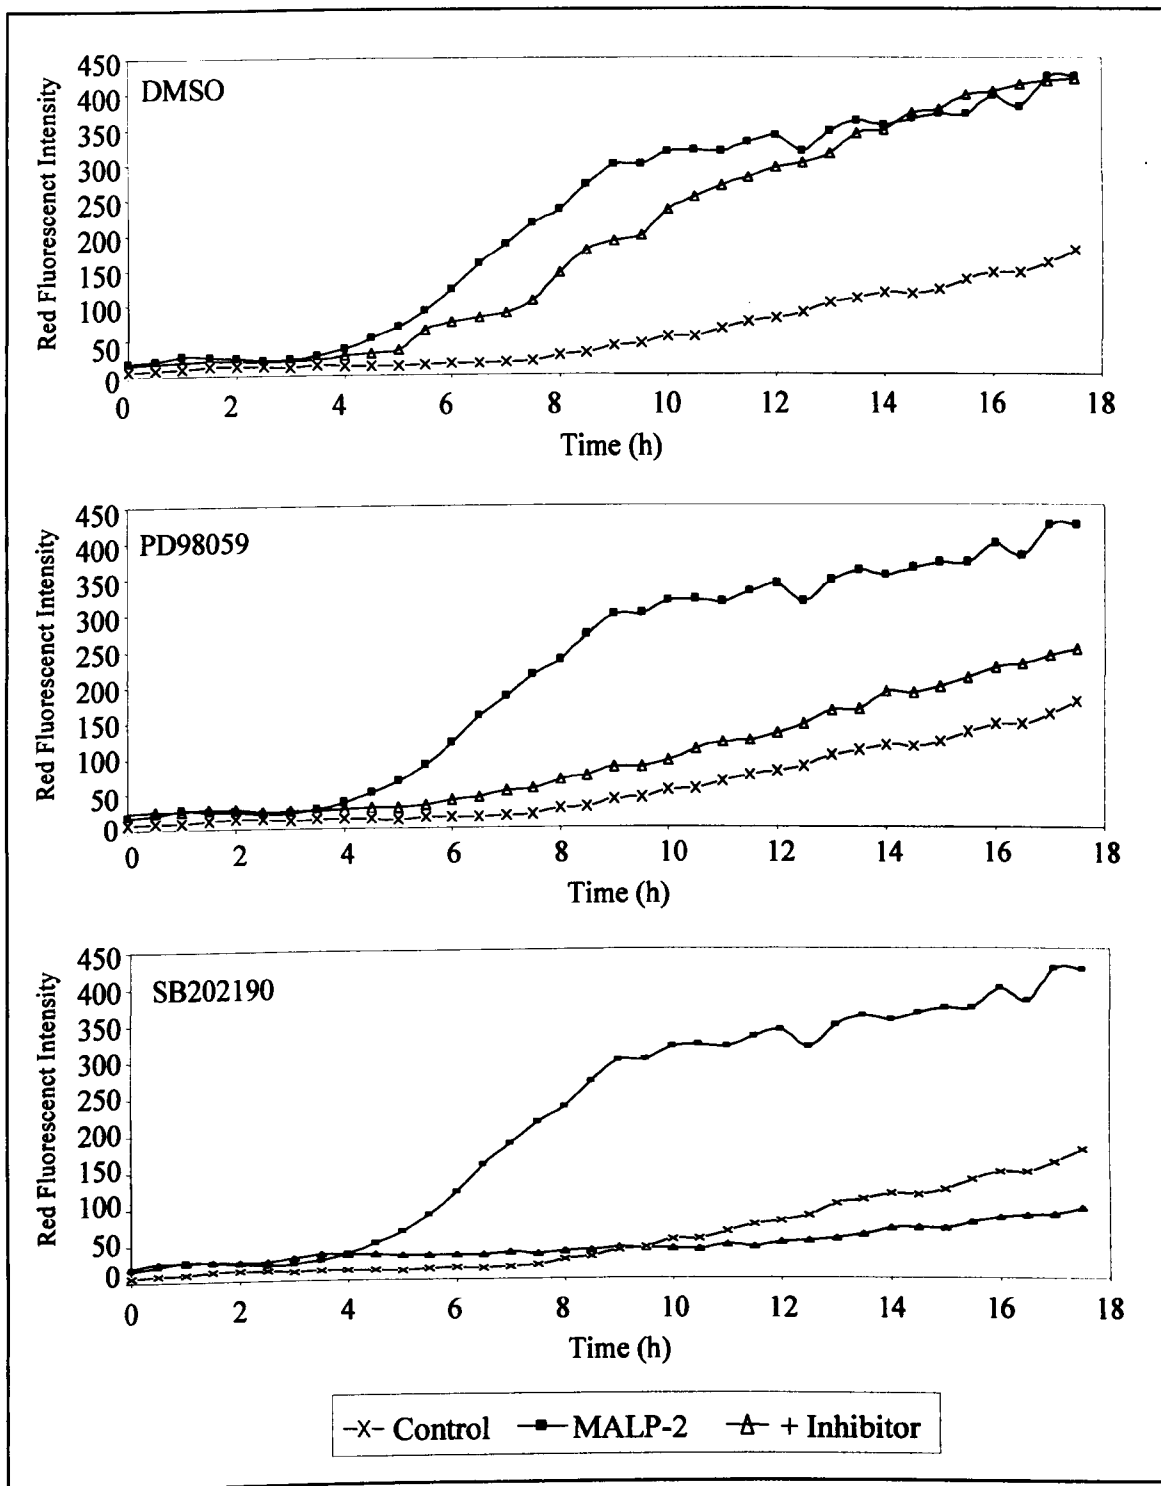 DMSO
Red Fluorescenct Intensity
450
400
350
300
250
200
150
100
50
0
0 2 4 6 8 10 12 14 16 18
Time (h)
PD98059
Red Fluorescenct Intensity
450
400
350
300
250
200
150
100
50
0
0 2 4 6 8 10 12 14 16 18
Time (h)
SB202190
Red Fluorescenct Intensity
450
400
350
300
250
200
150
100
50
0
0 2 4 6 8 10 12 14 16 18
Time (h)
Control MALP-2 + Inhibitor